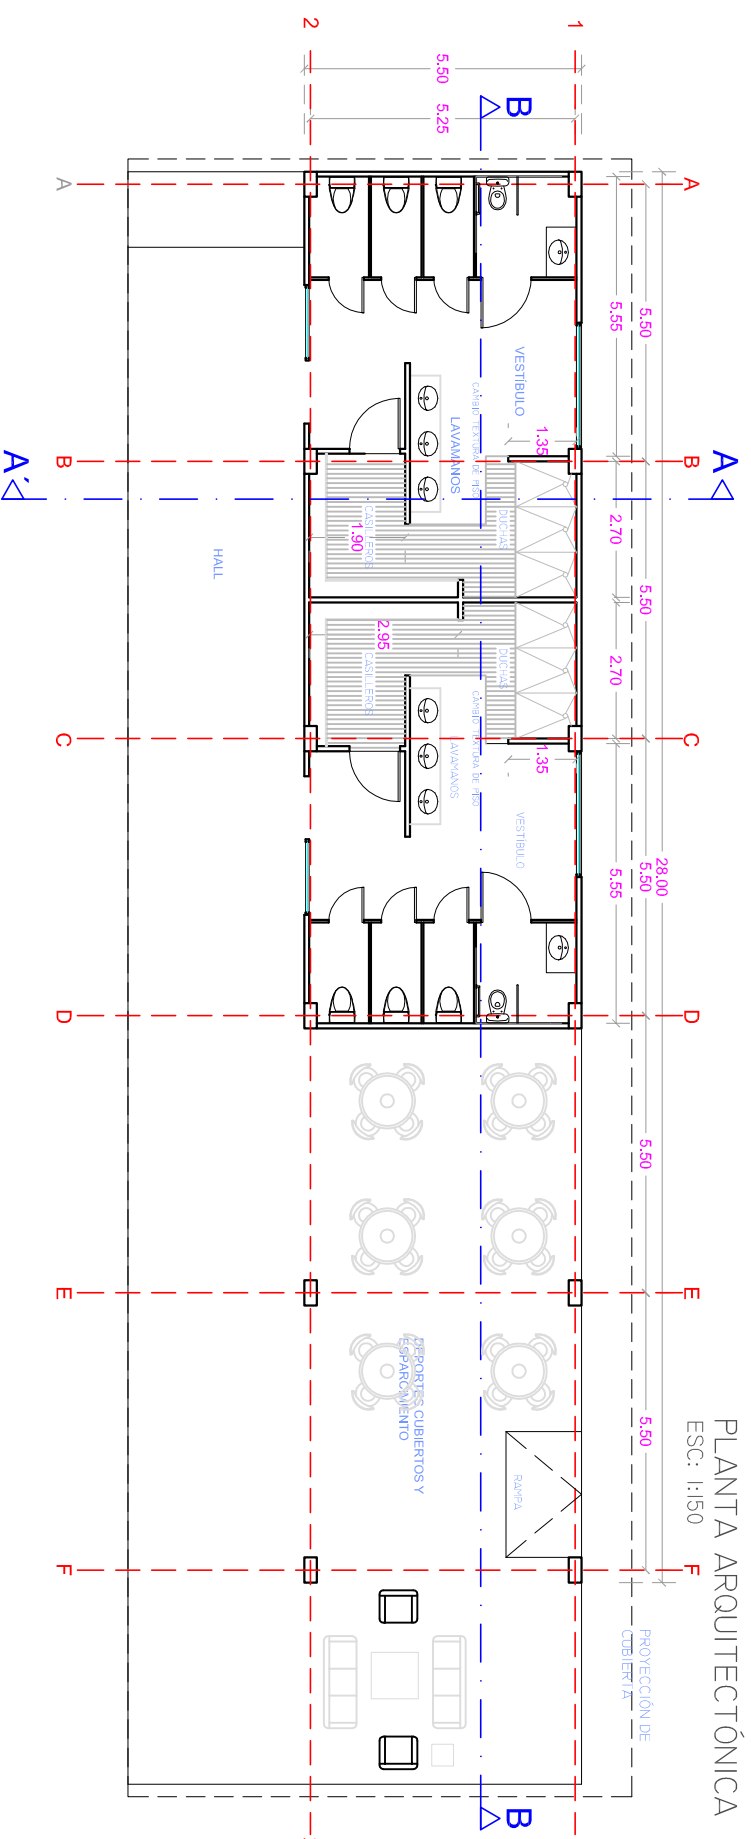 PLANTA ARQUITECTÓNICA
ESC: 1:150
A
B
C
D
E
F
28.00
5.50
5.50
5.50
5.50
5.50
5.55
2.70
2.70
5.55
1
2
5.50
5.25
B
B
A
A´
VESTÍBULO
1.35
CAMBIO TEXTURA DE PISO
LAVAMANOS
DUCHAS
CASILLEROS
1.90
DUCHAS
CASILLEROS
2.95
CAMBIO TEXTURA DE PISO
LAVAMANOS
1.35
VESTÍBULO
HALL
DEPORTES CUBIERTOS Y
ESPARCIMIENTO
RAMPA
PROYECCIÓN DE
CUBIERTA
A
B
C
D
E
F